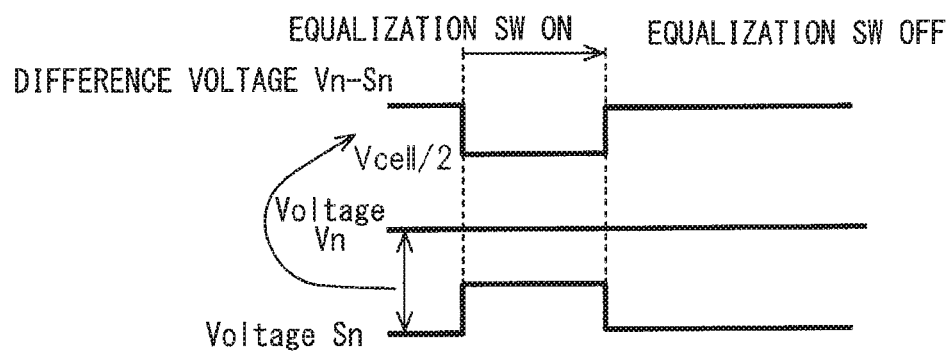 EQUALIZATION SW ON
EQUALIZATION SW OFF
DIFFERENCE VOLTAGE Vn-Sn
Vcell/2
Voltage
Vn
Voltage Sn